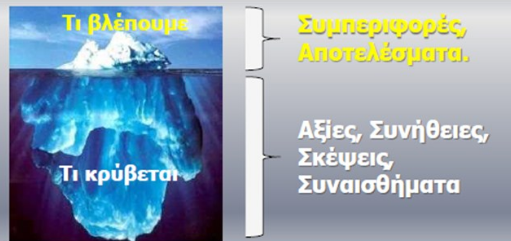 Τι βλέπουμε
Συμπεριφορές,
Αποτελέσματα.
Τι κρύβεται
Αξίες, Συνήθειες,
Σκέψεις,
Συναισθήματα